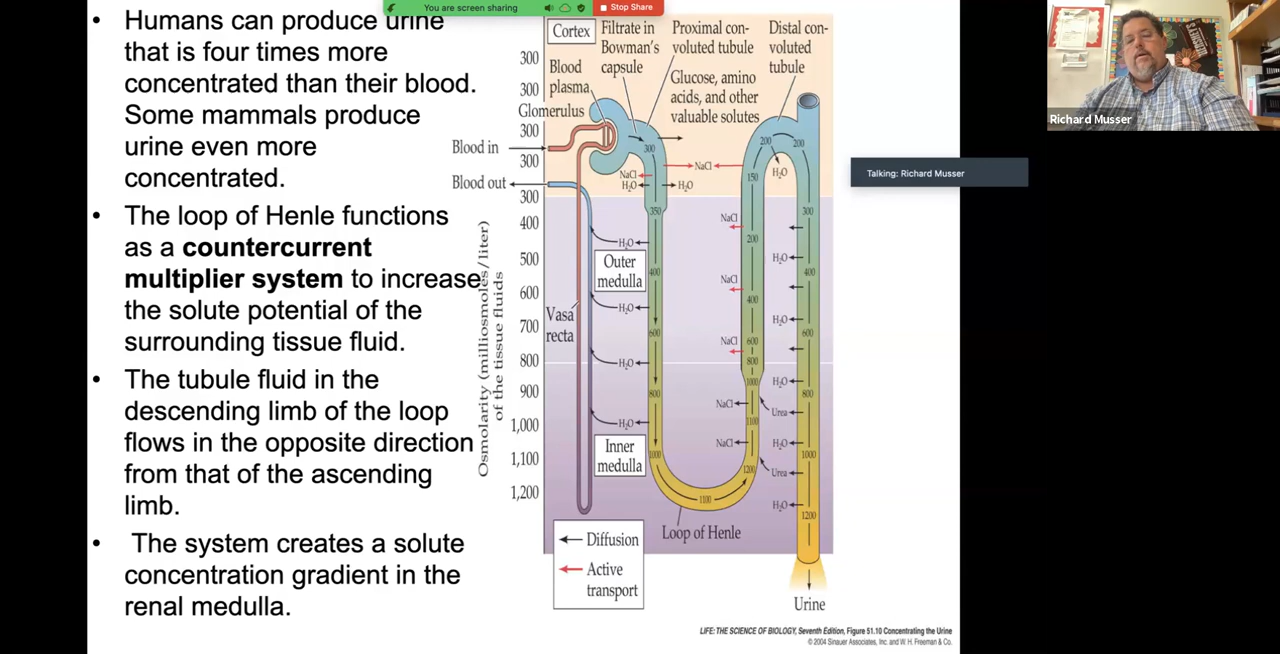 You are screen sharing
Stop Share
• Humans can produce urine
that is four times more
concentrated than their blood.
Some mammals produce
urine even more
concentrated.
• The loop of Henle functions
as a countercurrent
multiplier system to increase
the solute potential of the
surrounding tissue fluid.
• The tubule fluid in the
descending limb of the loop
flows in the opposite direction
from that of the ascending
limb.
• The system creates a solute
concentration gradient in the
renal medulla.
Osmolarity (milliosmoles/liter)
of the tissue fluids
300
300
300
300
300
400
500
600
700
800
900
1,000
1,100
1,200
Cortex
Blood
plasma
Glomerulus
Blood in
Blood out
Filtrate in
Bowman's
capsule
Proximal con-
voluted tubule
Glucose, amino
acids, and other
valuable solutes
Distal con-
voluted
tubule
NaCl
NaCl
H₂O
H₂O
H₂O
H₂O
H₂O
H₂O
Vasa
recta
Outer
medulla
Inner
medulla
300
350
400
600
800
1000
1100
1200
1100
1000
800
600
400
200
150
200
200
300
400
600
800
1000
1200
NaCl
NaCl
NaCl
NaCl
NaCl
H₂O
H₂O
H₂O
H₂O
Urea
H₂O
Urea
H₂O
Loop of Henle
Diffusion
Active
transport
Urine
LIFE: THE SCIENCE OF BIOLOGY, Seventh Edition, Figure 51.10 Concentrating the Urine
© 2004 Sinauer Associates, Inc. and W. H. Freeman & Co.
HERSHEY'S
Richard Musser
Talking: Richard Musser